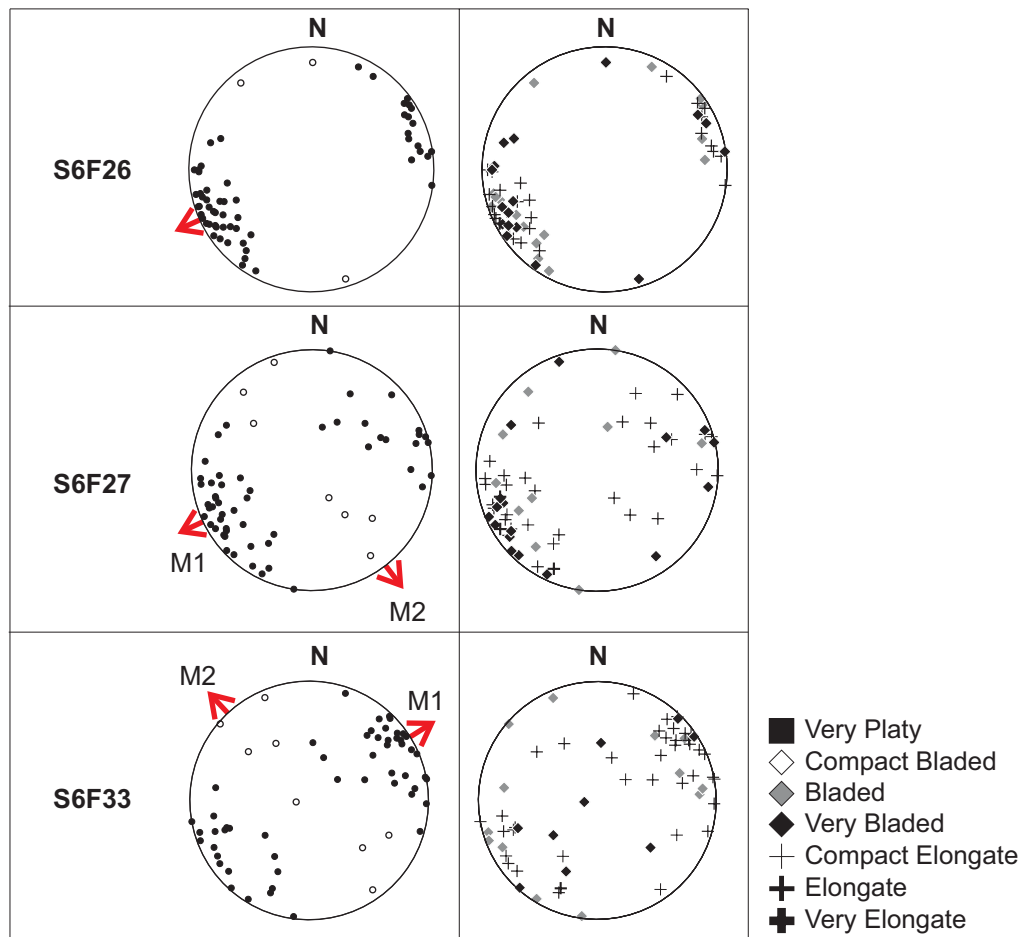 N
N
S6F26
N
N
S6F27
M1
M2
N
N
M2
M1
S6F33
Very Platy
Compact Bladed
Bladed
Very Bladed
Compact Elongate
Elongate
Very Elongate